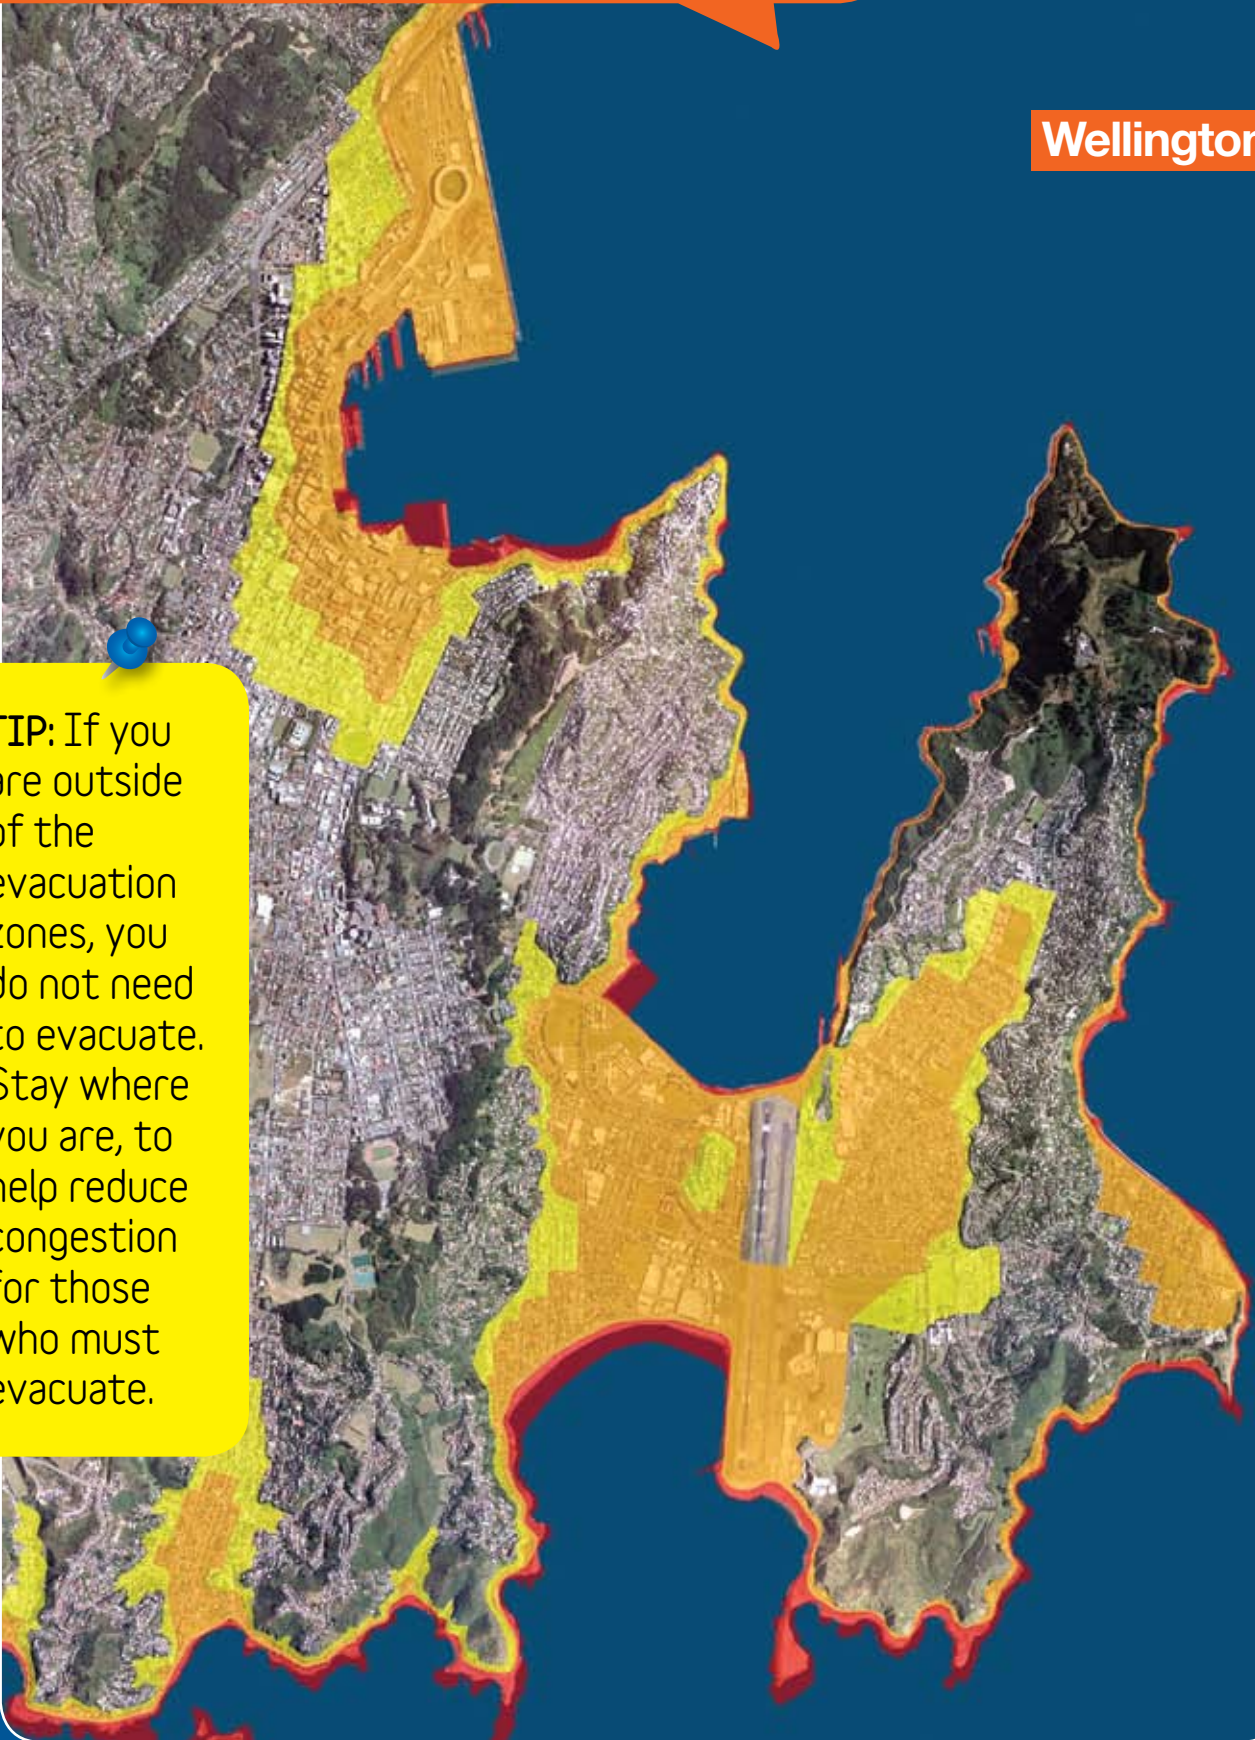 Wellington
TIP: If you
are outside
of the
evacuation
zones, you
do not need
to evacuate.
Stay where
you are, to
help reduce
congestion
for those
who must
evacuate.